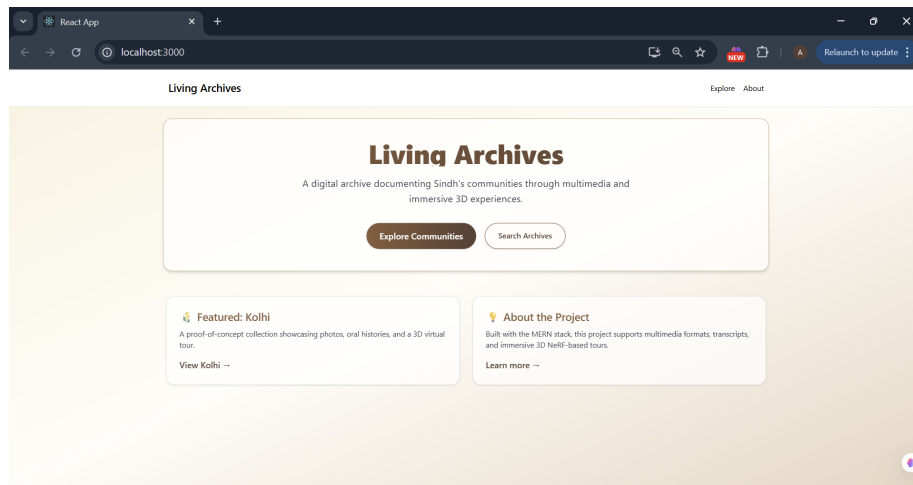 React App
localhost:3000
NEW
A
Relaunch to update
Living Archives
Explore About
Living Archives
A digital archive documenting Sindh's communities through multimedia and
immersive 3D experiences.
Explore Communities
Search Archives
Featured: Kolhi
A proof-of-concept collection showcasing photos, oral histories, and a 3D virtual
tour.
View Kolhi →
About the Project
Built with the MERN stack, this project supports multimedia formats, transcripts,
and immersive 3D NeRF-based tours.
Learn more →